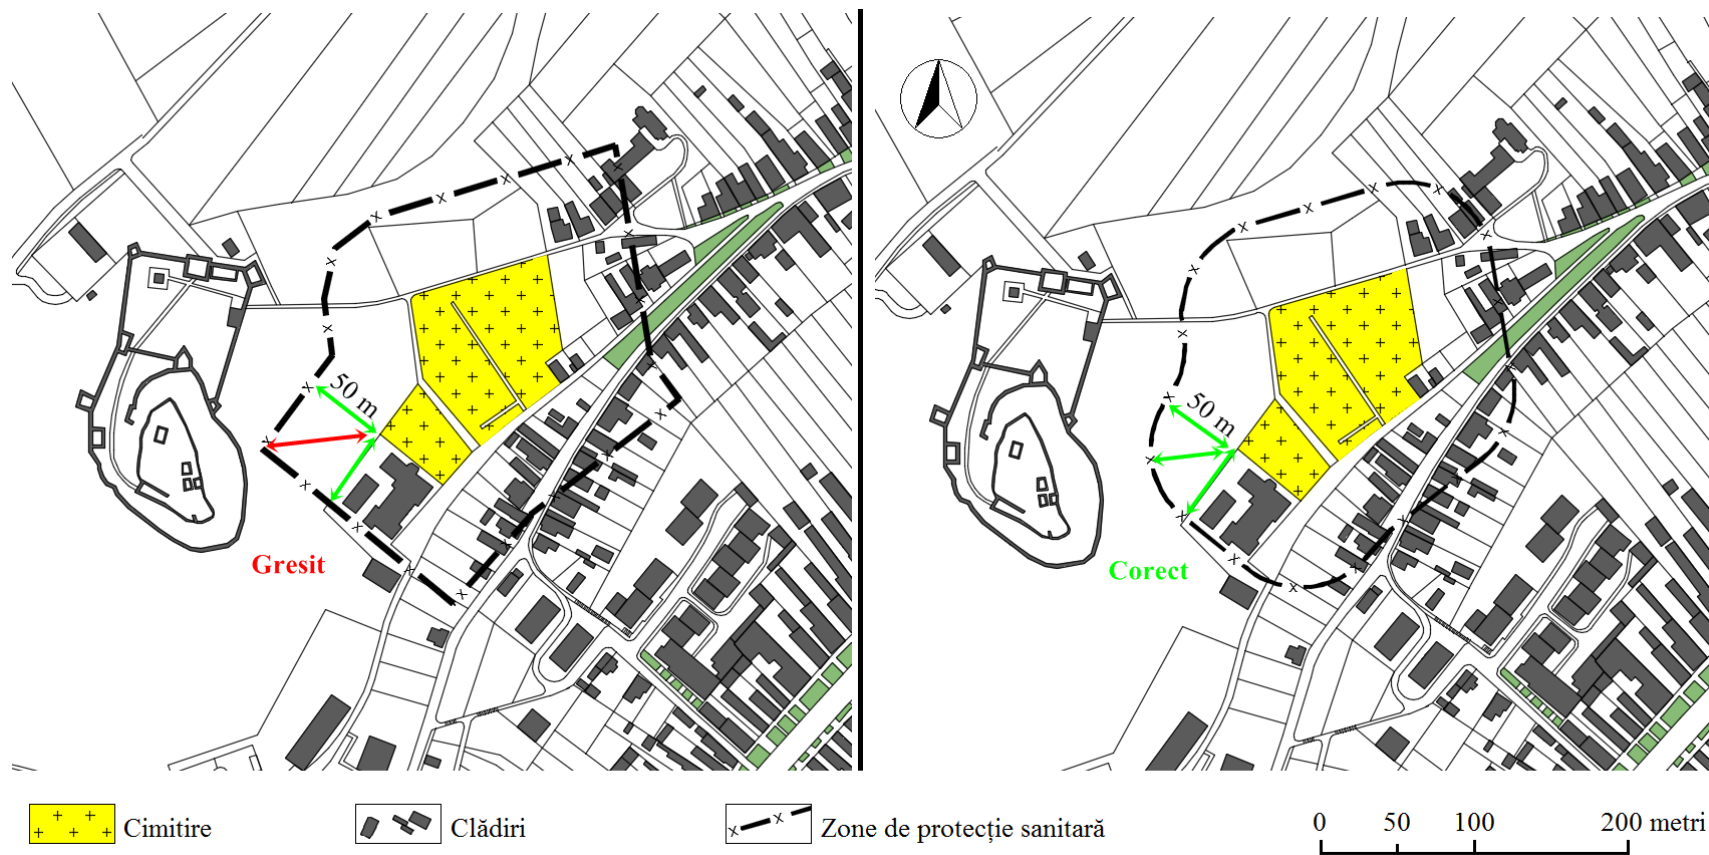 50 m
Gresit
50 m
Corect
Cimitire
Clădiri
Zone de protecție sanitară
0 50 100 200 metri